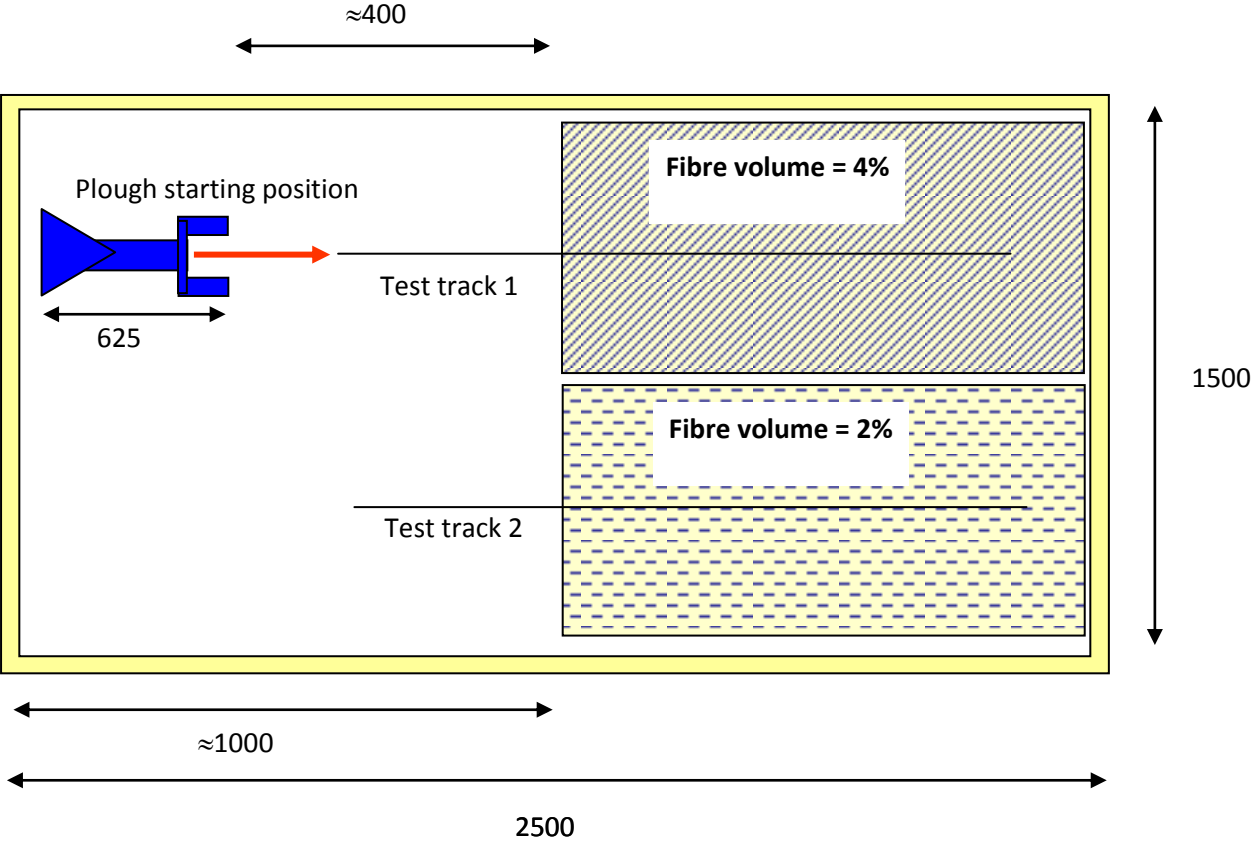 ≈400
Fibre volume = 4%
Plough starting position
Test track 1
625
1500
Fibre volume = 2%
Test track 2
≈1000
2500